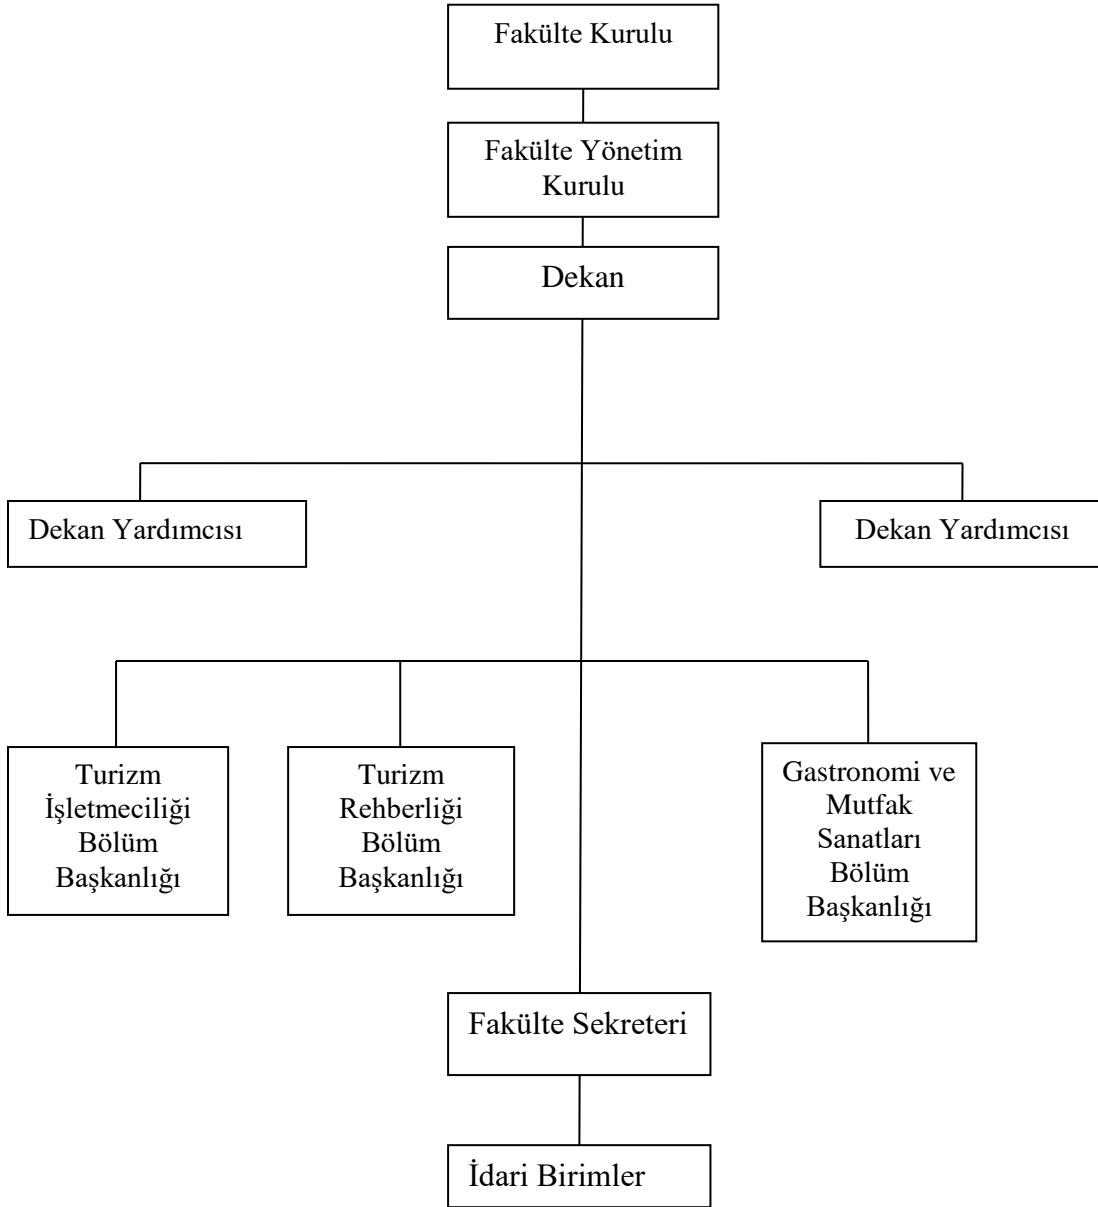 Fakülte Kurulu
Fakülte Yönetim
Kurulu
Dekan
Dekan Yardımcısı
Dekan Yardımcısı
Turizm
İşletmeciliği
Bölüm
Başkanlığı
Turizm
Rehberliği
Bölüm
Başkanlığı
Gastronomi ve
Mutfak
Sanatları
Bölüm
Başkanlığı
Fakülte Sekreteri
İdari Birimler